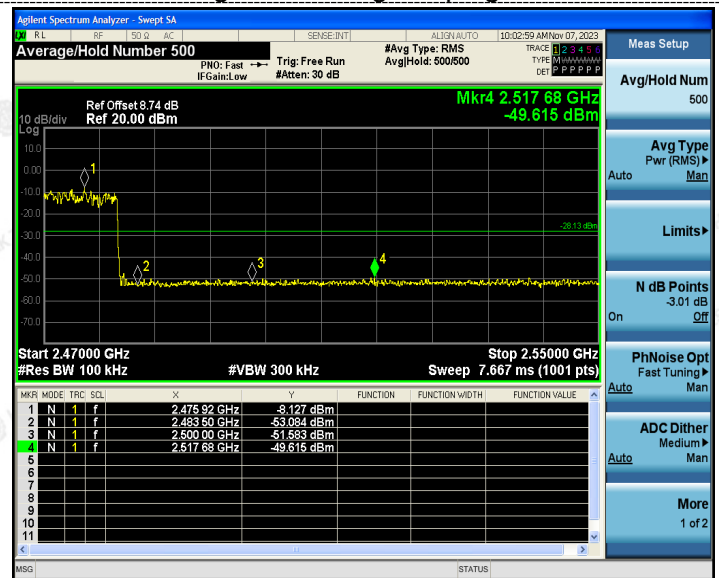 Agilent Spectrum Analyzer - Swept SA
LXI RL RF 50 Ω AC SENSE:INT ALIGN AUTO 10:02:59 AM Nov 07, 2023
Average/Hold Number 500
PNO: Fast
IFGain:Low
Trig: Free Run
#Atten: 30 dB
#Avg Type: RMS
Avg|Hold: 500/500
TRACE 1 2 3 4 5 6
TYPE M WWWWW
DET P P P P P P
Mkr4 2.517 68 GHz
-49.615 dBm
Ref Offset 8.74 dB
10 dB/div Ref 20.00 dBm
Log
10.0
0.00
-10.0
-20.0
-30.0
-40.0
-50.0
-60.0
-70.0
1
2
3
4
-28.13 dBm
Start 2.47000 GHz Stop 2.55000 GHz
#Res BW 100 kHz #VBW 300 kHz Sweep 7.667 ms (1001 pts)
MKR MODE TRC SCL X Y FUNCTION FUNCTION WIDTH FUNCTION VALUE
1 N 1 f 2.475 92 GHz -8.127 dBm
2 N 1 f 2.483 50 GHz -53.084 dBm
3 N 1 f 2.500 00 GHz -51.583 dBm
4 N 1 f 2.517 68 GHz -49.615 dBm
5
6
7
8
9
10
11
MSG STATUS
Meas Setup
Avg/Hold Num
500
Avg Type
Pwr (RMS)
Auto Man
Limits
N dB Points
-3.01 dB
On Off
PhNoise Opt
Fast Tuning
Auto Man
ADC Dither
Medium
Auto Man
More
1 of 2